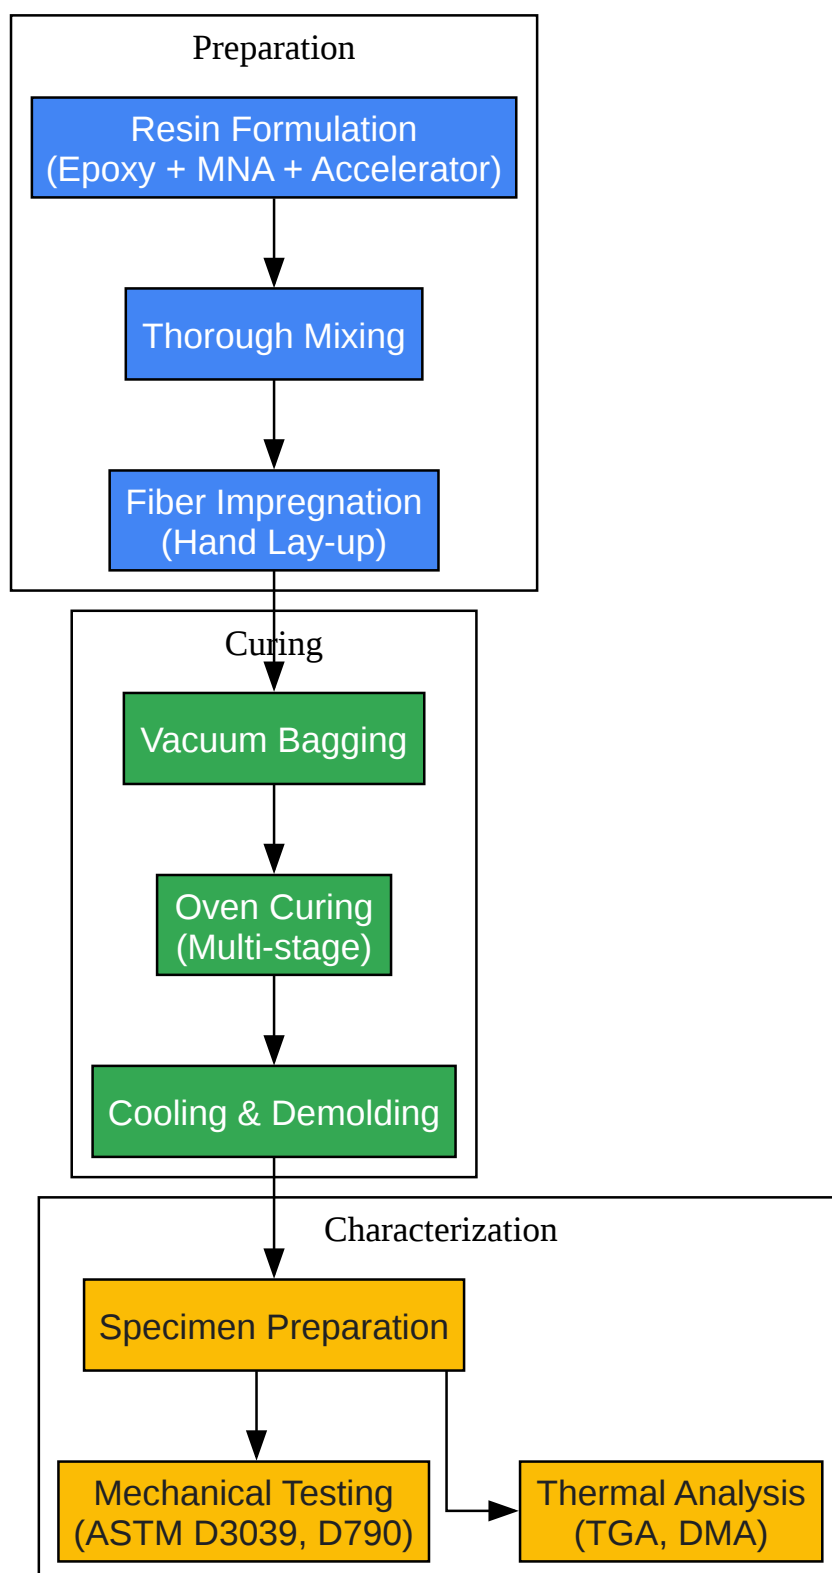 Preparation
Resin Formulation
(Epoxy + MNA + Accelerator)
Thorough Mixing
Fiber Impregnation
(Hand Lay-up)
Curing
Vacuum Bagging
Oven Curing
(Multi-stage)
Cooling & Demolding
Characterization
Specimen Preparation
Mechanical Testing
(ASTM D3039, D790)
Thermal Analysis
(TGA, DMA)